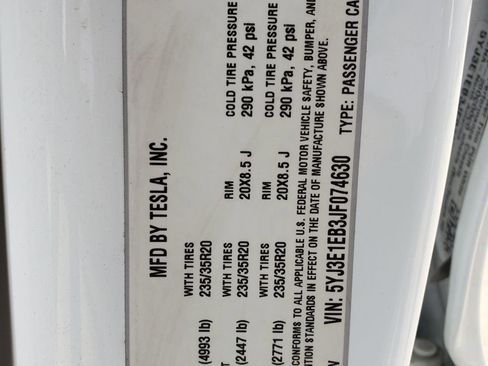 MFD BY TESLA, INC.
(4993 lb) WITH TIRES 235/35R20 RIM 20X8.5 J COLD TIRE PRESSURE 290 kPa, 42 psi
(2447 lb) WITH TIRES 235/35R20 RIM 20X8.5 J COLD TIRE PRESSURE 290 kPa, 42 psi
(2771 lb) WITH TIRES 235/35R20
CONFORMS TO ALL APPLICABLE U.S. FEDERAL MOTOR VEHICLE SAFETY, BUMPER, AND
STANDARDS IN EFFECT ON THE DATE OF MANUFACTURE SHOWN ABOVE.
VIN: 5YJ3E1EB3JF074630 TYPE: PASSENGER CA